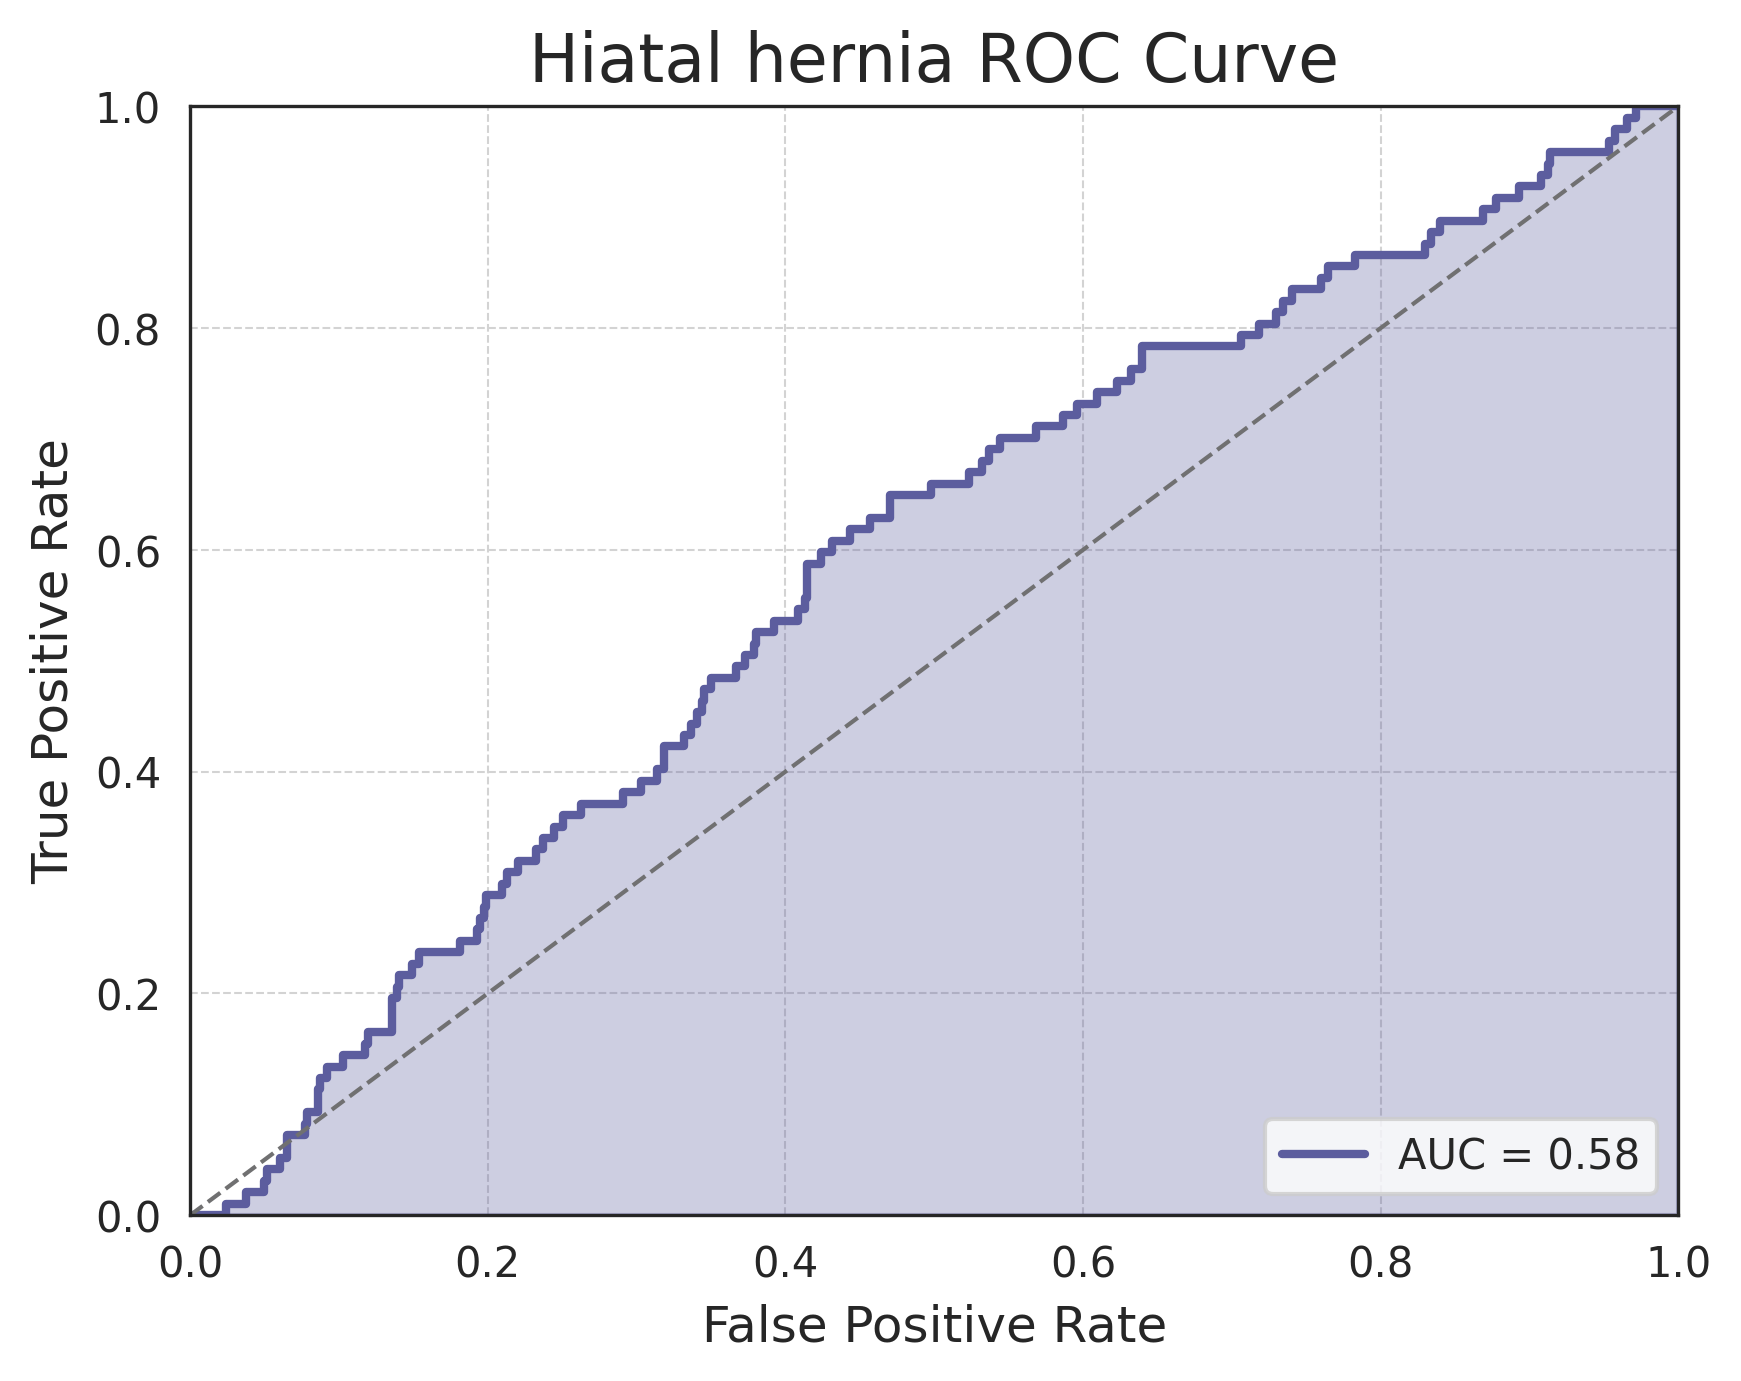 Hiatal hernia ROC Curve
1.0
0.8
0.6
0.4
0.2
0.0
True Positive Rate
AUC = 0.58
0.0 0.2 0.4 0.6 0.8 1.0
False Positive Rate